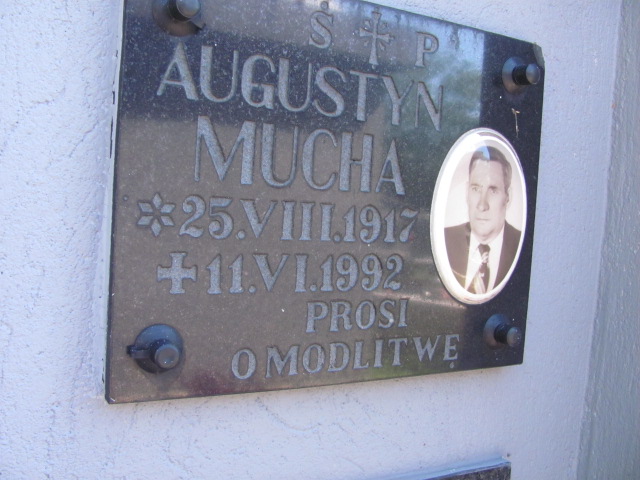 Ś P
AUGUSTYN
MUCHA
*25.VIII.1917
+11.VI.1992
PROSI
O MODLITWĘ